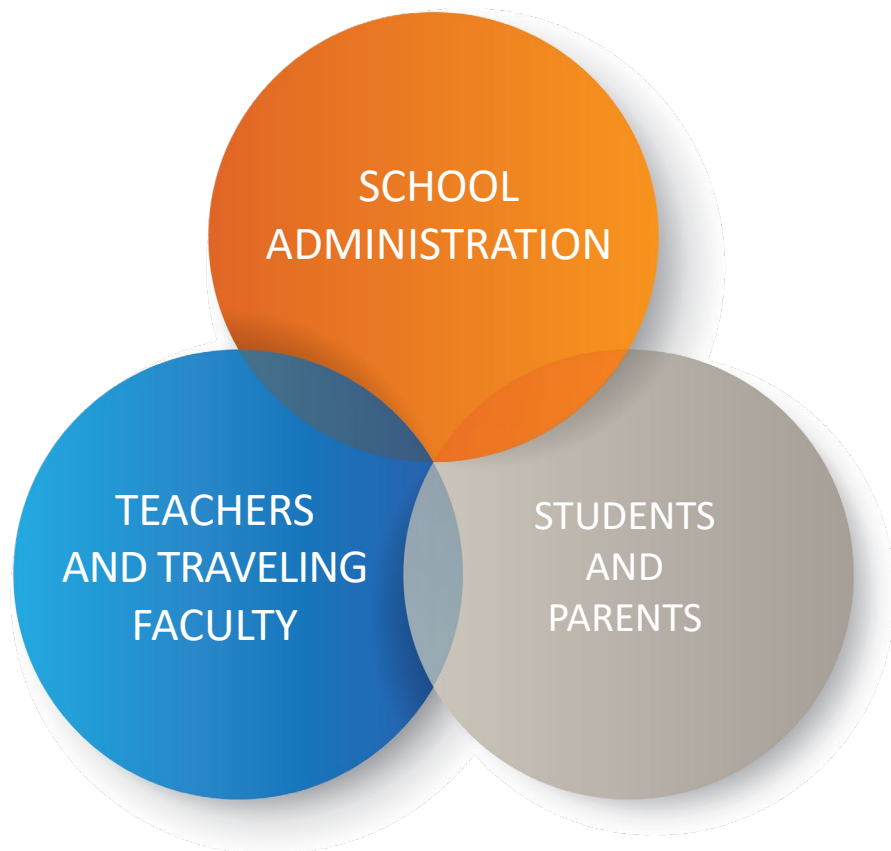 SCHOOL
ADMINISTRATION
TEACHERS
AND TRAVELING
FACULTY
STUDENTS
AND
PARENTS